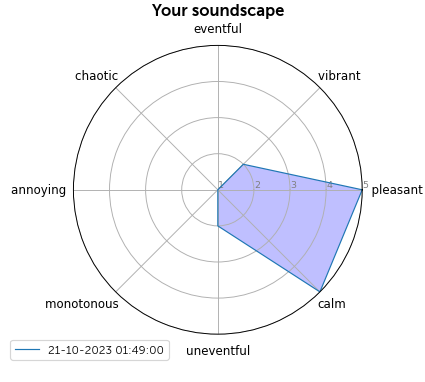 Your soundscape
eventful
chaotic
vibrant
annoying
1 2 3 4 5
pleasant
monotonous
calm
21-10-2023 01:49:00
uneventful